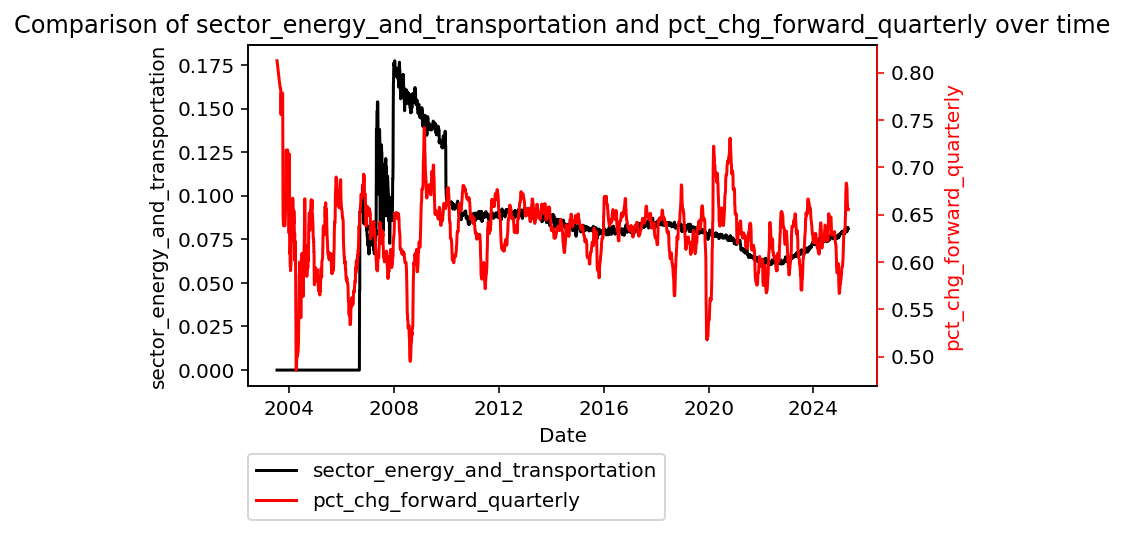 Comparison of sector_energy_and_transportation and pct_chg_forward_quarterly over time
sector_energy_and_transportation
0.175
0.150
0.125
0.100
0.075
0.050
0.025
0.000
0.80
0.75
0.70
0.65
0.60
0.55
0.50
pct_chg_forward_quarterly
2004 2008 2012 2016 2020 2024
Date
sector_energy_and_transportation
pct_chg_forward_quarterly